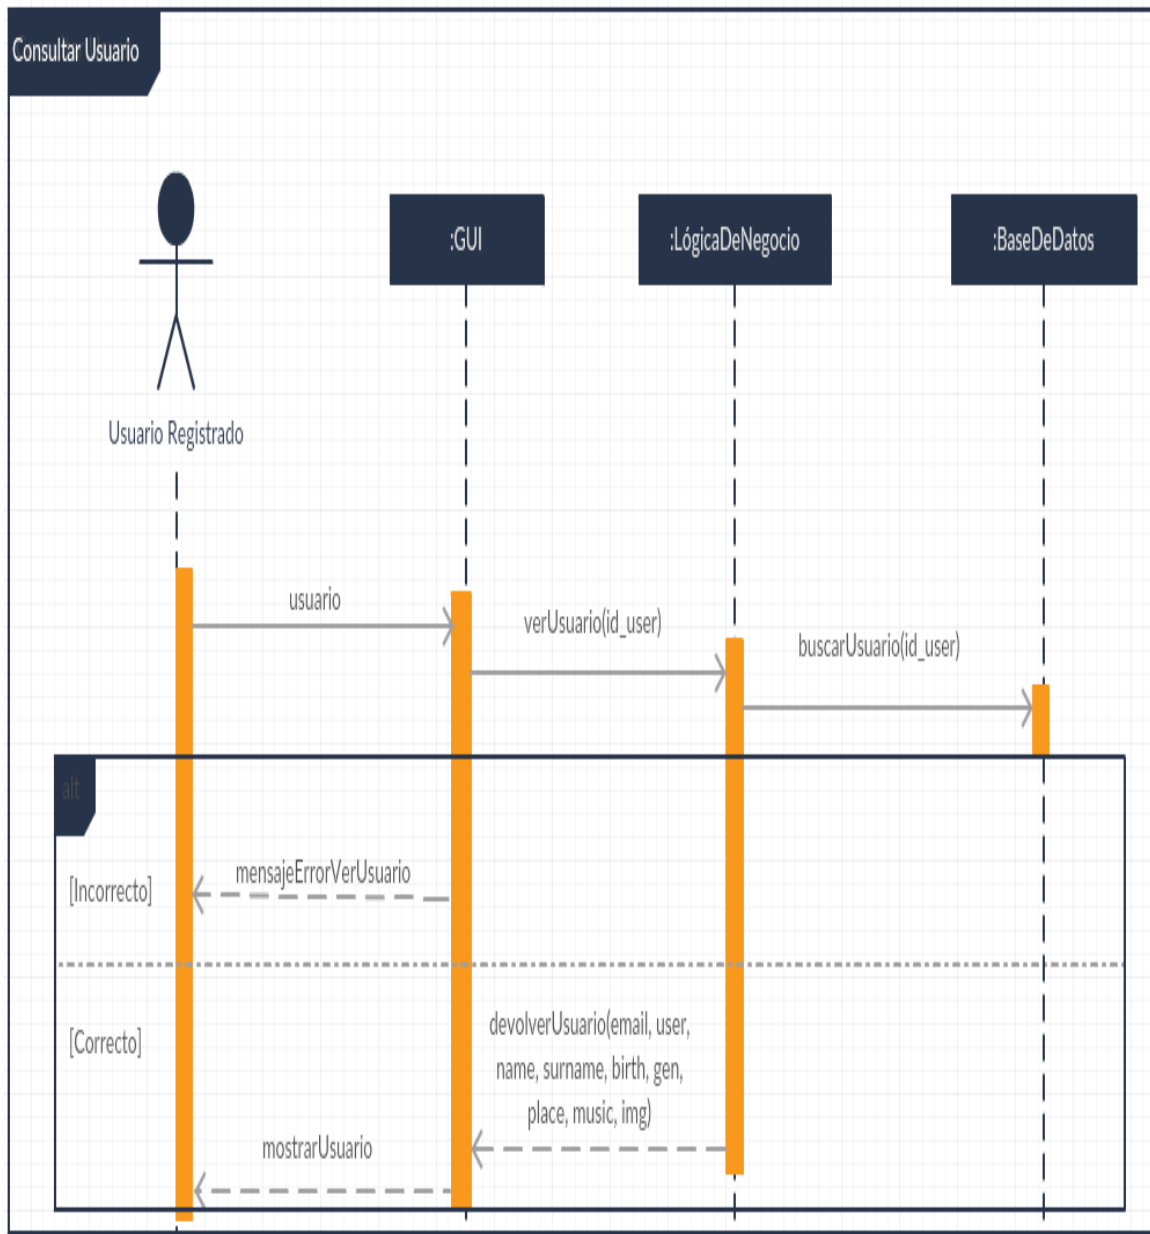 Consultar Usuario
:GUI
:LógicaDeNegocio
:BaseDeDatos
Usuario Registrado
usuario
verUsuario(id_user)
buscarUsuario(id_user)
alt
mensajeErrorVerUsuario
[Incorrecto]
devolverUsuario(email, user,
name, surname, birth, gen,
place, music, img)
[Correcto]
mostrarUsuario